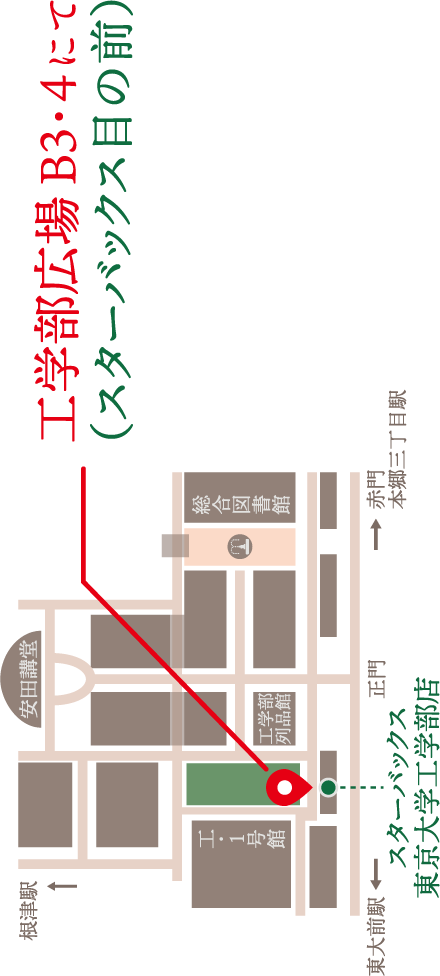 工学部広場 B3・4 にて
(スターバックス目の前)
安田講堂
総合図書館
赤門
本郷三丁目駅
工学部
列品館
正門
工・1号館
スターバックス
東京大学工学部店
根津駅
東大前駅